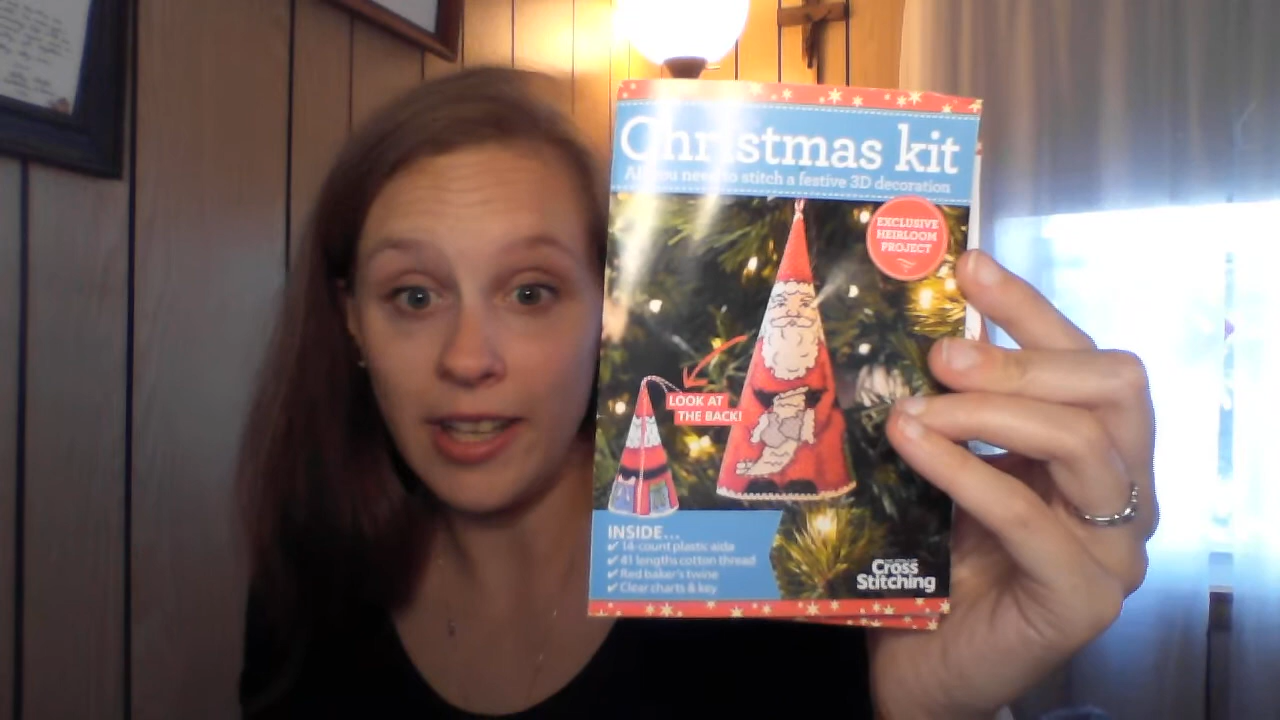 Christmas kit
All you need to stitch a festive 3D decoration
EXCLUSIVE
HEIRLOOM
PROJECT
LOOK AT
THE BACK!
INSIDE...
✔ 14-count plastic aida
✔ 41 lengths cotton thread
✔ Red baker's twine
✔ Clear charts & key
Cross
Stitching